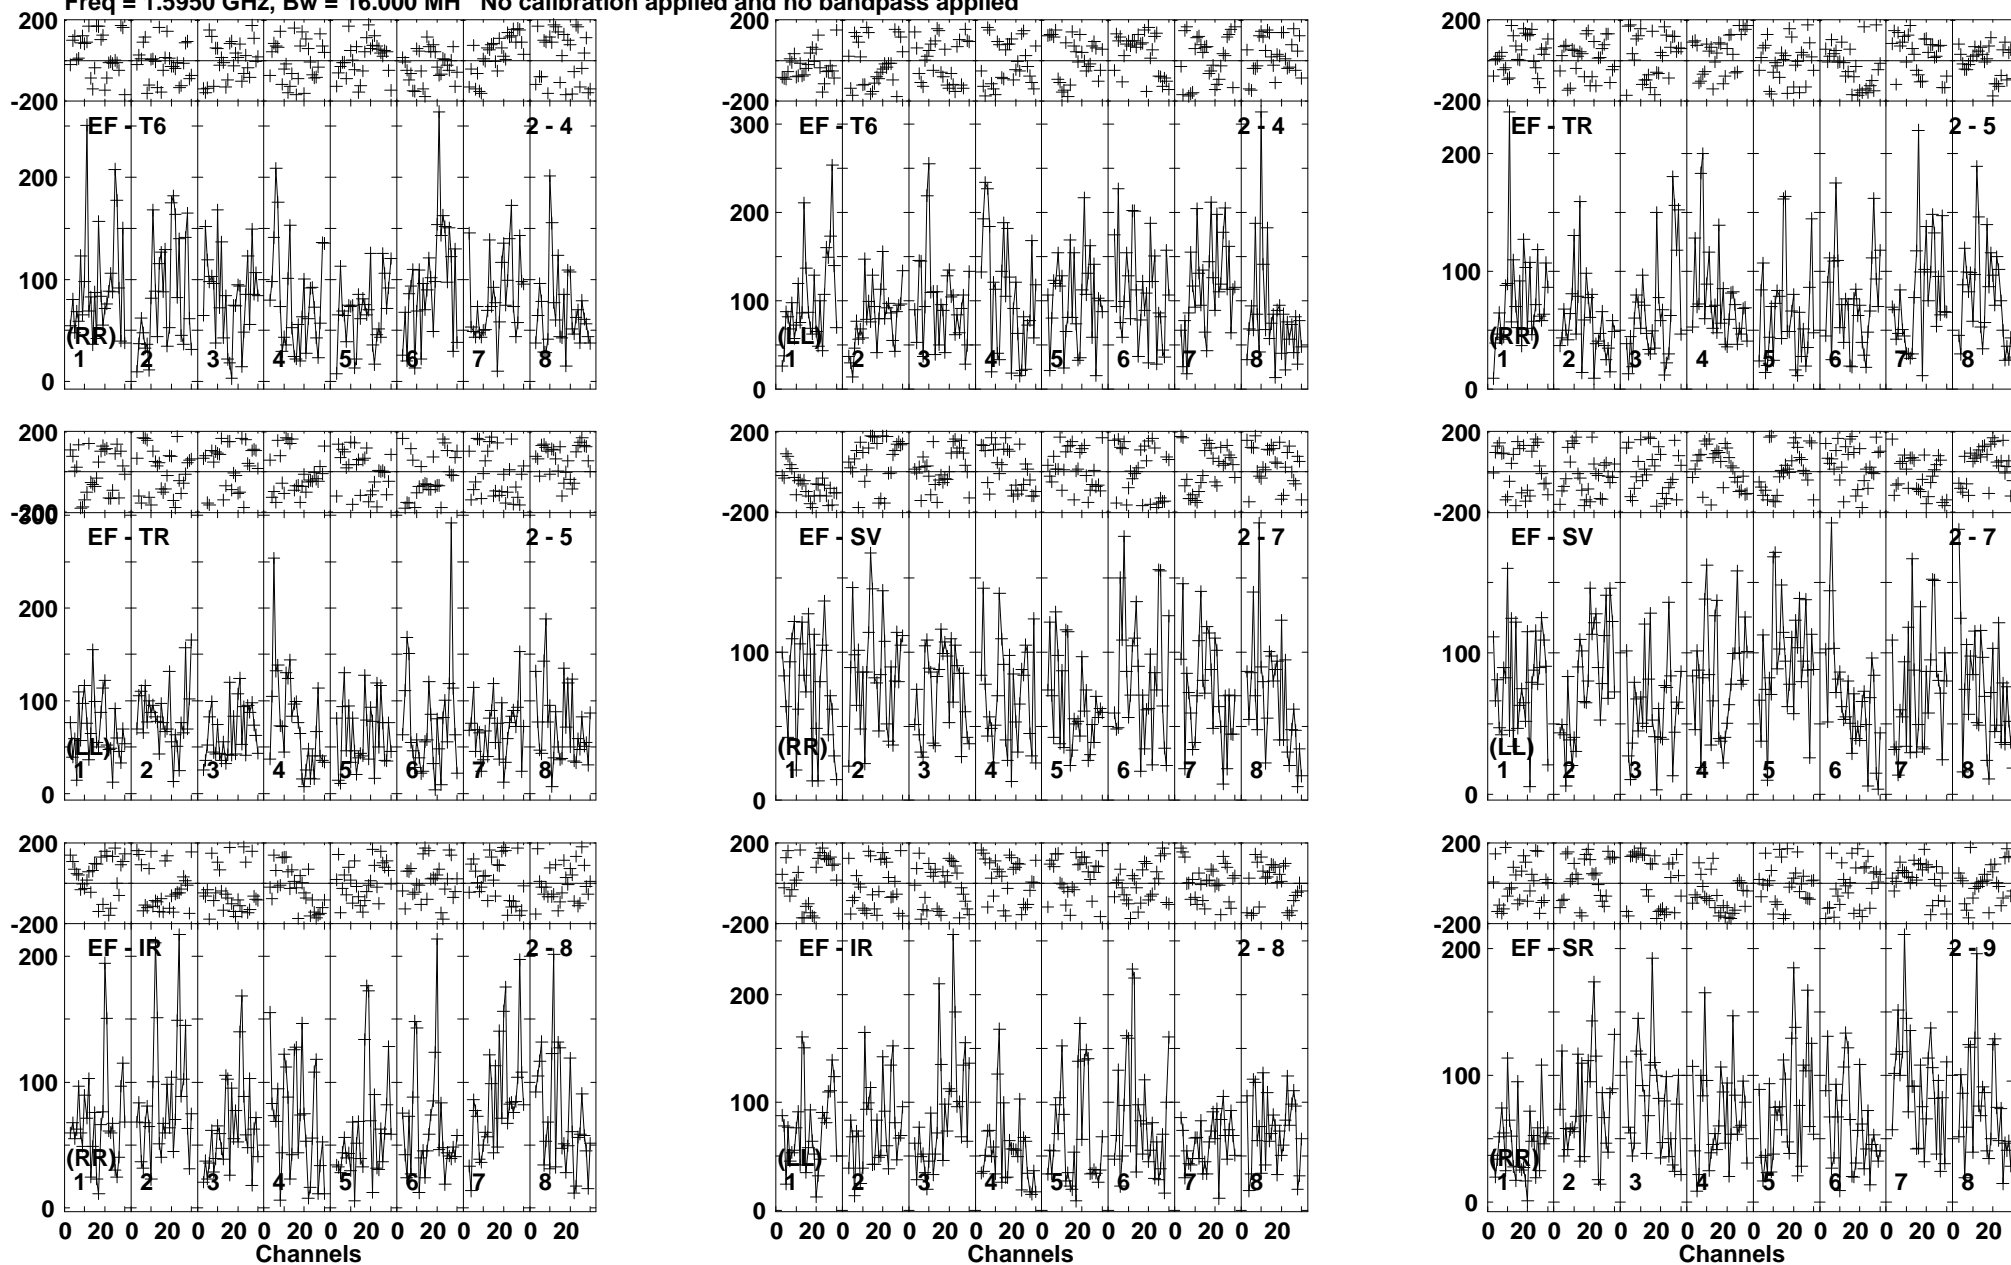 Freq = 1.5950 GHz, Bw = 16.000 MH No calibration applied and no bandpass applied
200 200 200
-200 -200 -200
EF - T6 2 - 4 EF - T6 2 - 4 EF - TR 2 - 5
300
200 200 200
100 100 100
(RR) (LL) (RR)
1 2 3 4 5 6 7 8 1 2 3 4 5 6 7 8 1 2 3 4 5 6 7 8
0 0 0
200 200 200
-200 -200 -200
300
EF - TR 2 - 5 EF - SV 2 - 7 EF - SV 2 - 7
200
100 100 100
(LL) (RR) (LL)
1 2 3 4 5 6 7 8 1 2 3 4 5 6 7 8 1 2 3 4 5 6 7 8
0 0 0
200 200 200
-200 -200 -200
EF - IR 2 - 8 EF - IR 2 - 8 EF - SR 2 - 9
200 200 200
100 100 100
(RR) (LL) (RR)
1 2 3 4 5 6 7 8 1 2 3 4 5 6 7 8 1 2 3 4 5 6 7 8
0 0 0
0 20 0 20 0 20 0 20 0 20 0 20 0 20 0 20 0 20 0 20 0 20 0 20 0 20 0 20 0 20 0 20 0 20 0 20 0 20 0 20 0 20 0 20 0 20 0 20
Channels Channels Channels